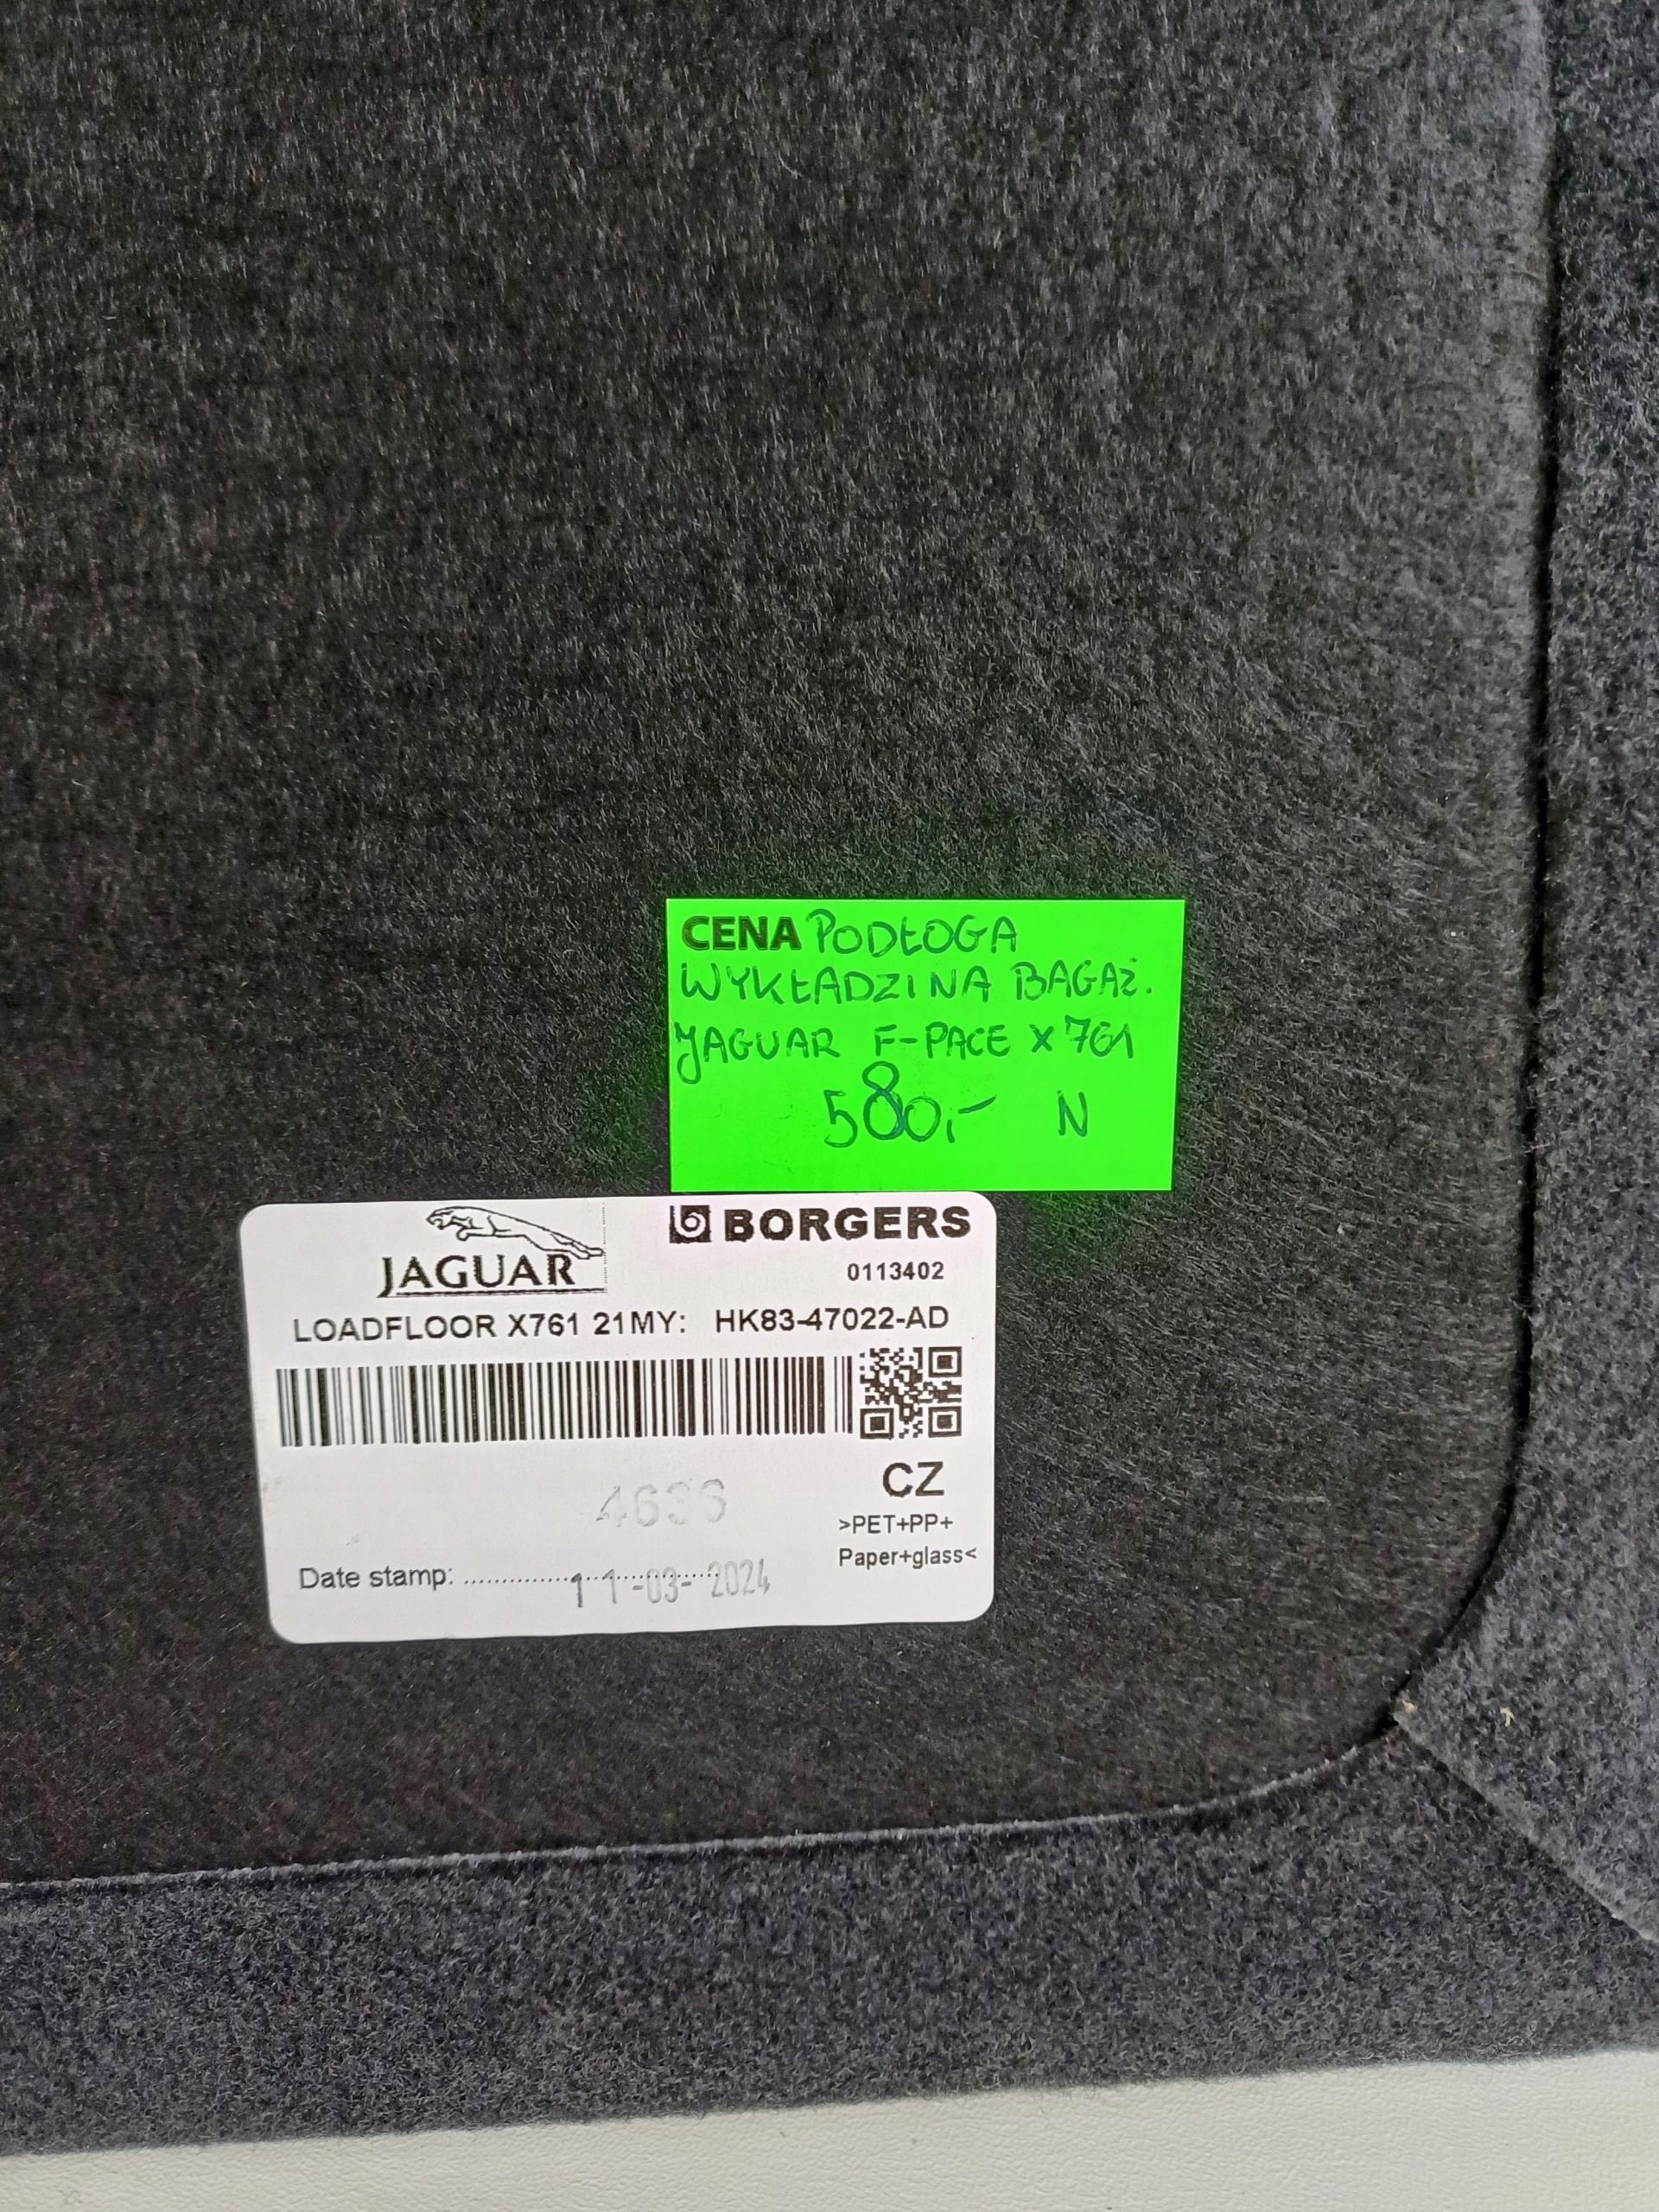 CENA PODŁOGA
WYKŁADZINA BAGAŻ.
JAGUAR F-PACE X761
580,- N
JAGUAR
BORGERS
0113402
LOADFLOOR X761 21MY: HK83-47022-AD
4636
CZ
>PET+PP+
Paper+glass<
Date stamp: 11-03-2024